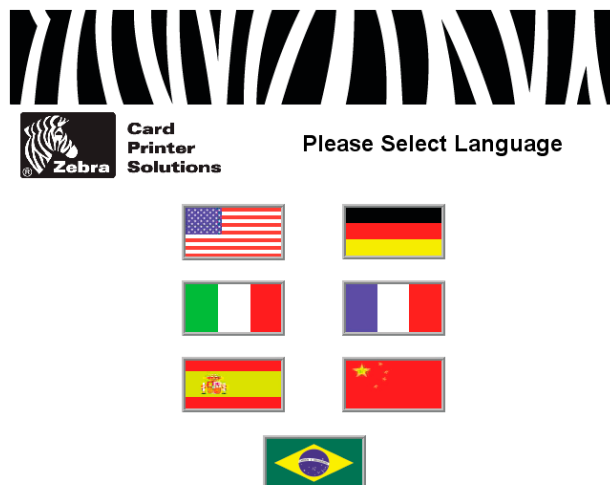 Card
Printer
Solutions
® Zebra
Please Select Language